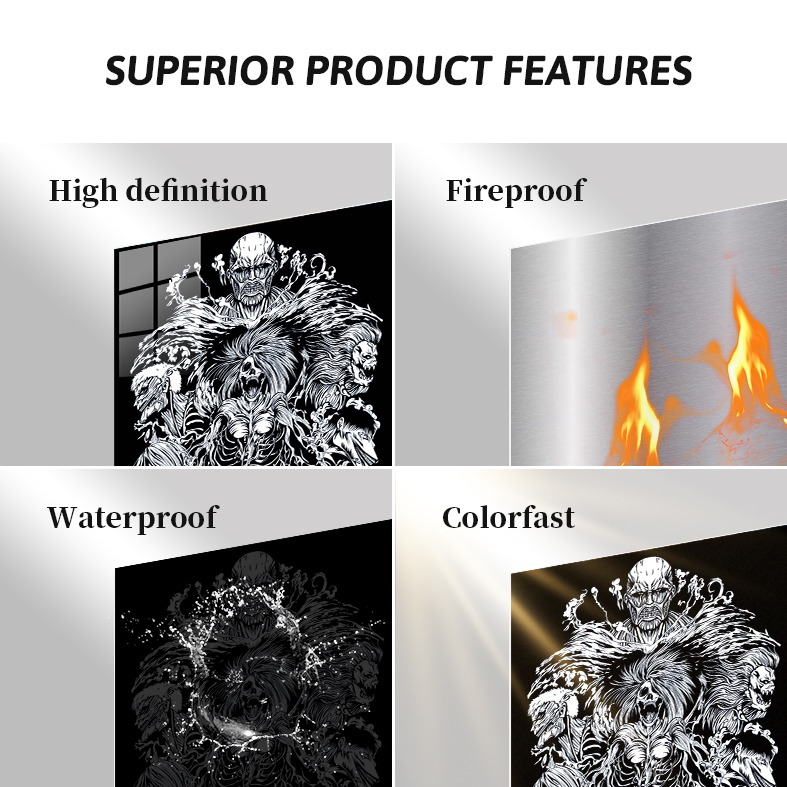 SUPERIOR PRODUCT FEATURES
High definition
Fireproof
Waterproof
Colorfast